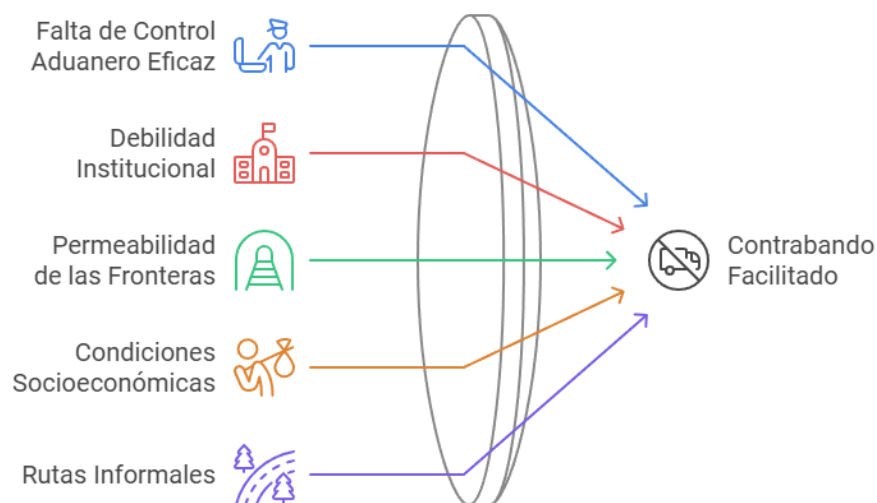 Falta de Control
Aduanero Eficaz
Debilidad
Institucional
Permeabilidad
de las Fronteras
Contrabando
Facilitado
Condiciones
Socioeconómicas
Rutas Informales